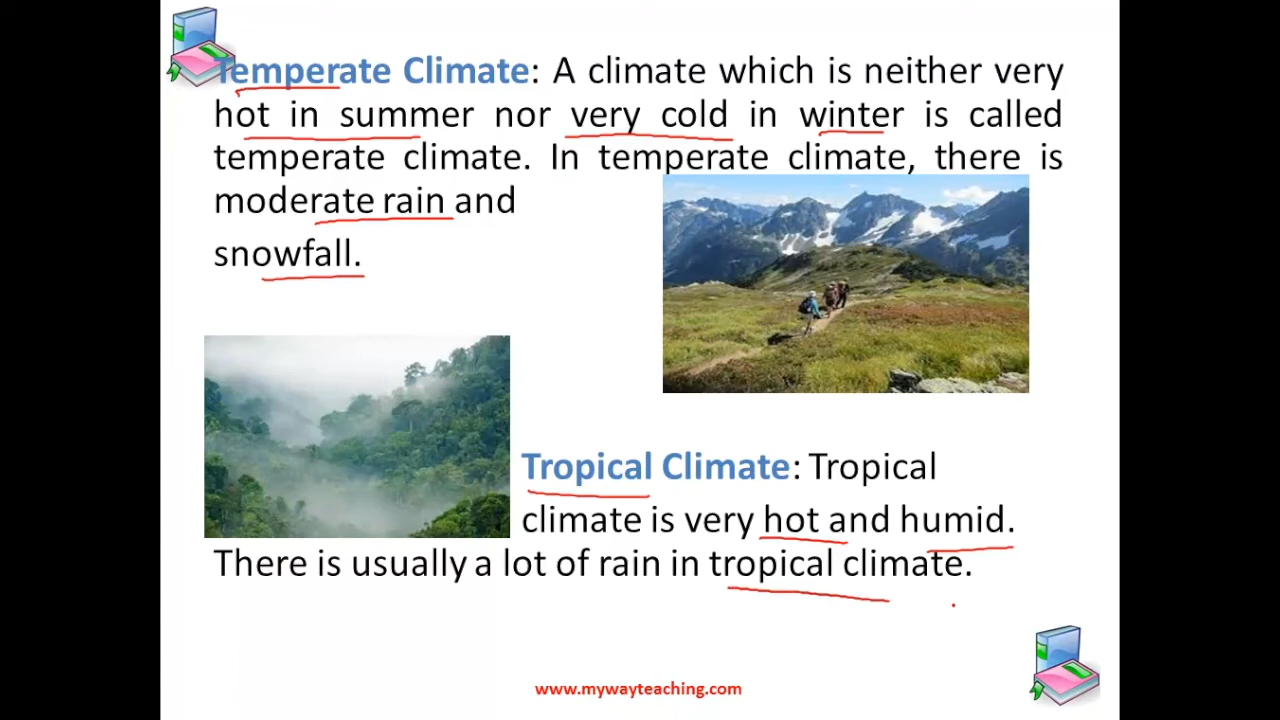 Temperate Climate: A climate which is neither very
hot in summer nor very cold in winter is called
temperate climate. In temperate climate, there is
moderate rain and
snowfall.
Tropical Climate: Tropical
climate is very hot and humid.
There is usually a lot of rain in tropical climate.
www.mywayteaching.com